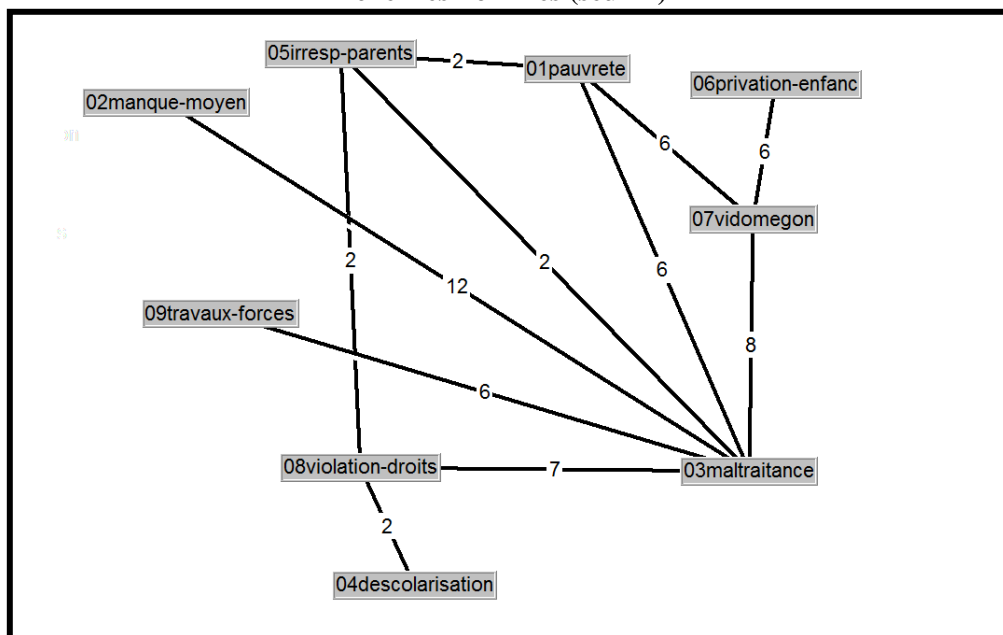 05irresp-parents
2
01pauvrete
06privation-enfanc
02manque-moyen
6
6
07vidomegon
2
2
6
12
09travaux-forces
8
6
08violation-droits
7
03maltraitance
2
04descolarisation